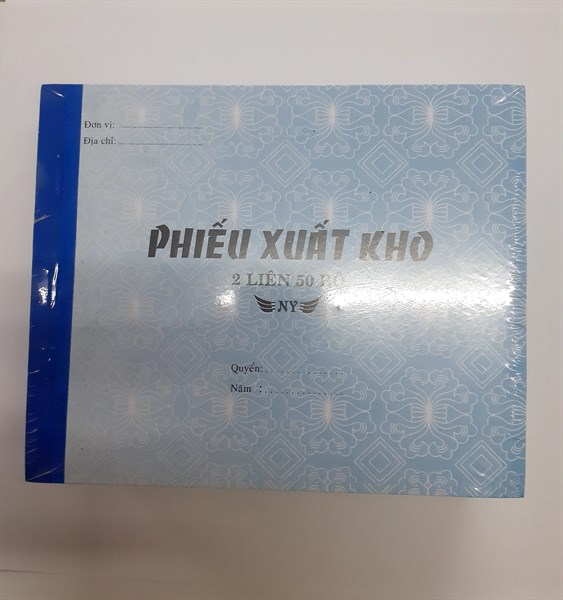 Đơn vị:
Địa chỉ:
PHIẾU XUẤT KHO
2 LIÊN 50 BỘ
NY
Quyển:
Năm :